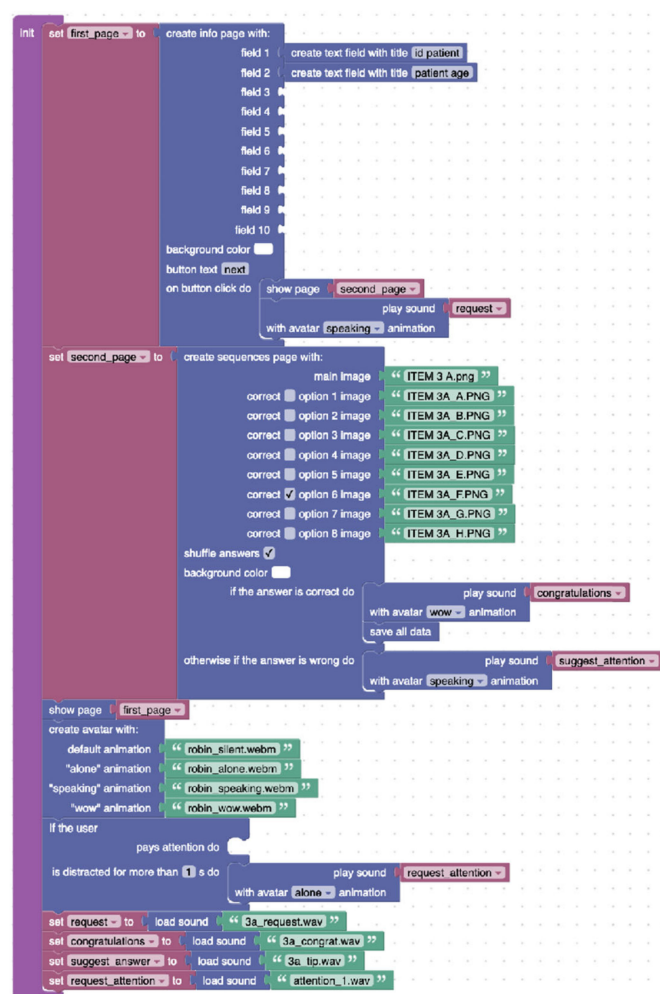 Init set first_page to create info page with:
field 1 create text field with title id patient
field 2 create text field with title patient age
field 3
field 4
field 5
field 6
field 7
field 8
field 9
field 10
background color
button text next
on button click do show page second_page
play sound request
with avatar speaking animation
set second_page to create sequences page with:
main image “ ITEM 3 A.png ”
correct option 1 image “ ITEM 3A_A.PNG ”
correct option 2 image “ ITEM 3A_B.PNG ”
correct option 3 image “ ITEM 3A_C.PNG ”
correct option 4 image “ ITEM 3A_D.PNG ”
correct option 5 image “ ITEM 3A_E.PNG ”
correct option 6 image “ ITEM 3A_F.PNG ”
correct option 7 image “ ITEM 3A_G.PNG ”
correct option 8 image “ ITEM 3A_H.PNG ”
shuffle answers
background color
if the answer is correct do play sound congratulations
with avatar wow animation
save all data
otherwise if the answer is wrong do play sound suggest_attention
with avatar speaking animation
show page first_page
create avatar with:
default animation “ robin_silent.webm ”
"alone" animation “ robin_alone.webm ”
"speaking" animation “ robin_speaking.webm ”
"wow" animation “ robin_wow.webm ”
If the user
pays attention do
is distracted for more than 1 s do play sound request_attention
with avatar alone animation
set request to load sound “ 3a_request.wav ”
set congratulations to load sound “ 3a_congrat.wav ”
set suggest_answer to load sound “ 3a_tip.wav ”
set request_attention to load sound “ attention_1.wav ”